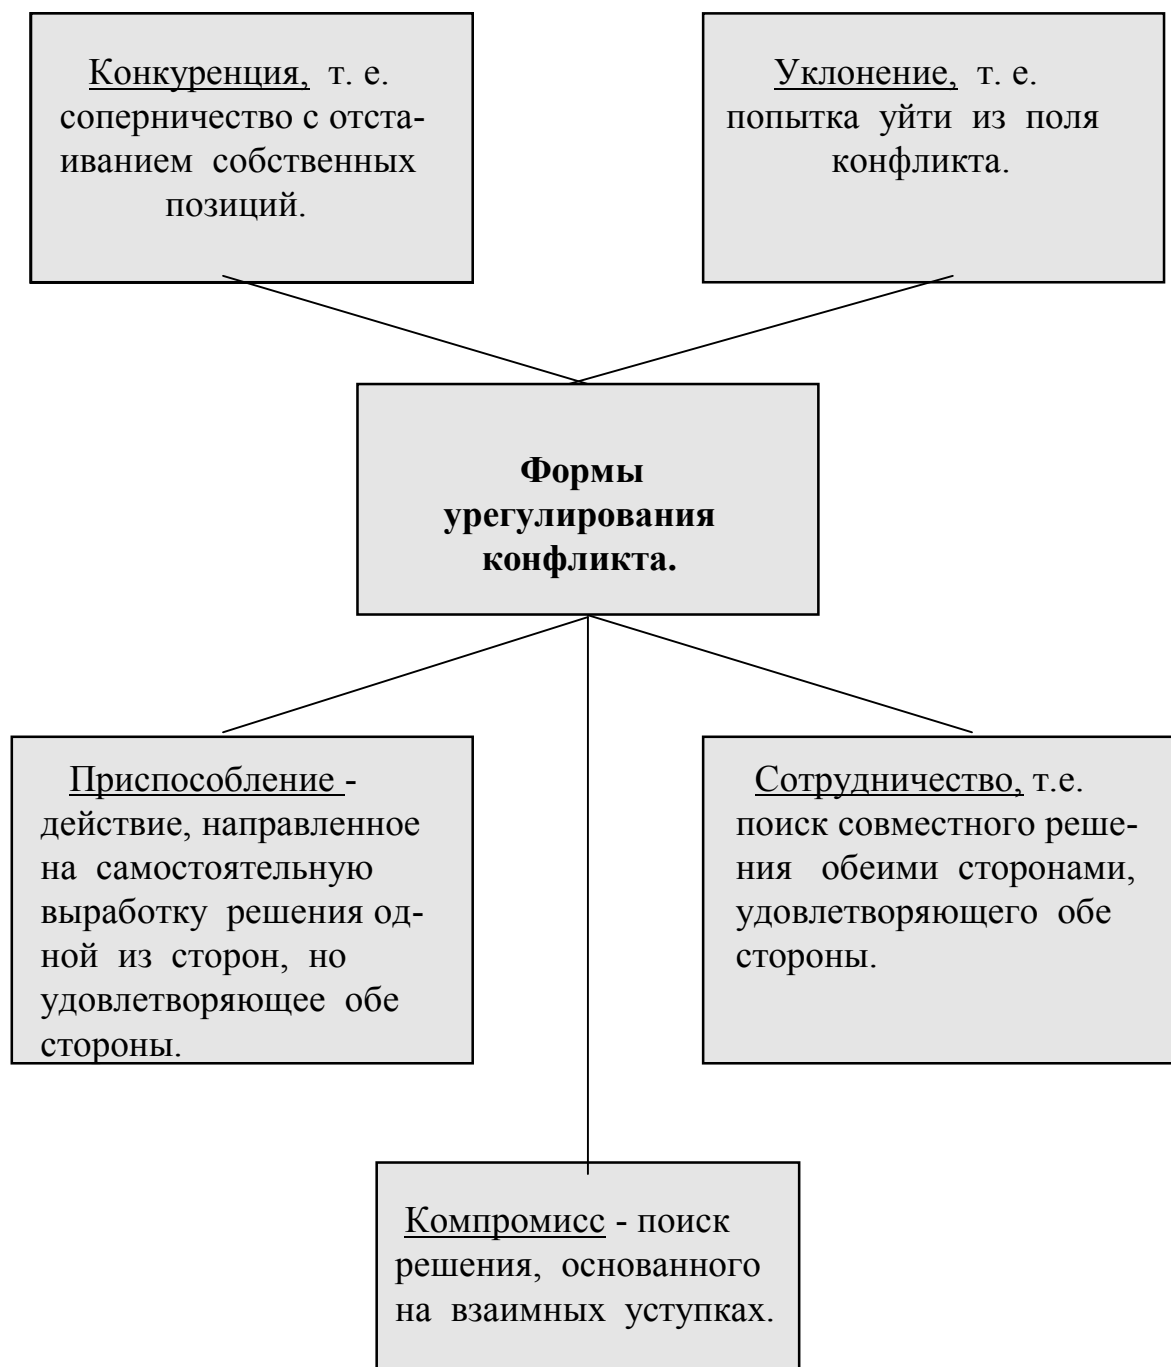 Конкуренция, т. е.
соперничество с отста-
иванием собственных
позиций.
Уклонение, т. е.
попытка уйти из поля
конфликта.
Формы
урегулирования
конфликта.
Приспособление -
действие, направленное
на самостоятельную
выработку решения од-
ной из сторон, но
удовлетворяющее обе
стороны.
Сотрудничество, т.е.
поиск совместного реше-
ния обеими сторонами,
удовлетворяющего обе
стороны.
Компромисс - поиск
решения, основанного
на взаимных уступках.